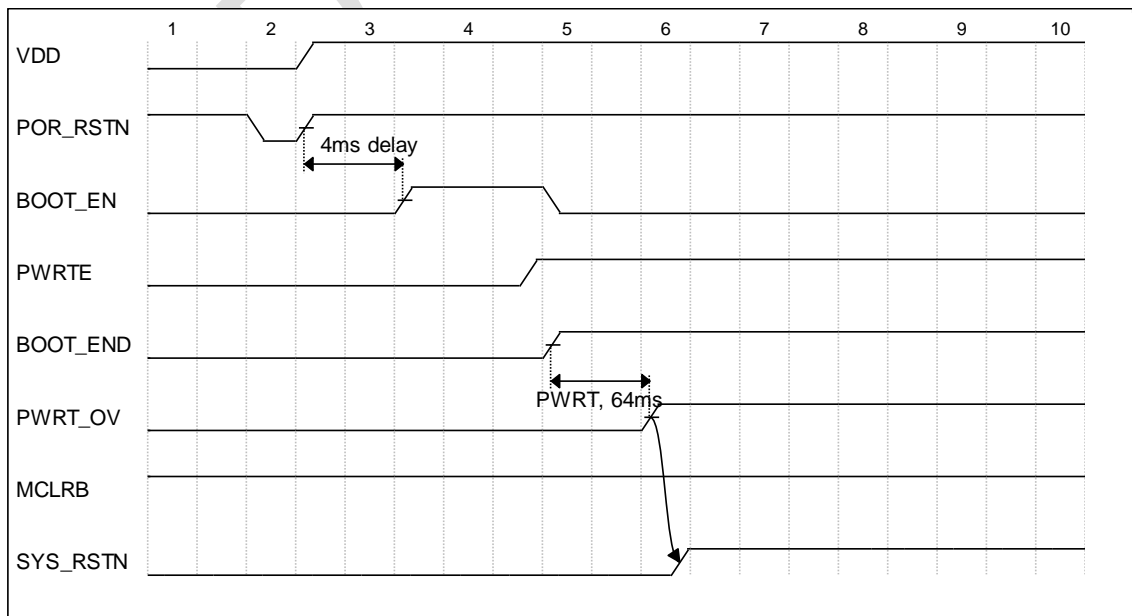 1 2 3 4 5 6 7 8 9 10
VDD
POR_RSTN
4ms delay
BOOT_EN
PWRTE
BOOT_END
PWRT, 64ms
PWRT_OV
MCLRB
SYS_RSTN